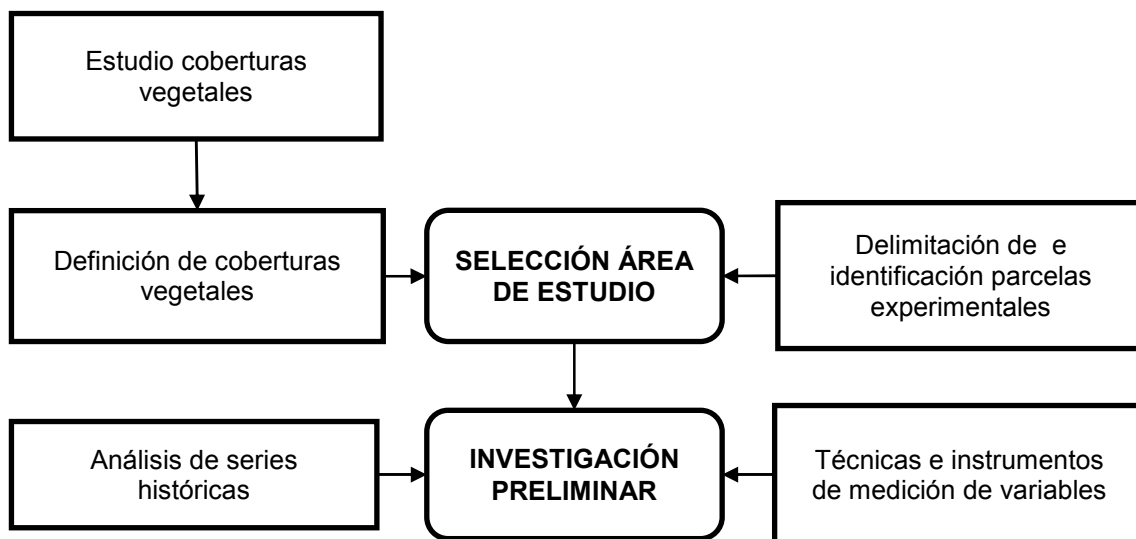 Estudio coberturas
vegetales
Definición de coberturas
vegetales
SELECCIÓN ÁREA
DE ESTUDIO
Delimitación de e
identificación parcelas
experimentales
Análisis de series
históricas
INVESTIGACIÓN
PRELIMINAR
Técnicas e instrumentos
de medición de variables